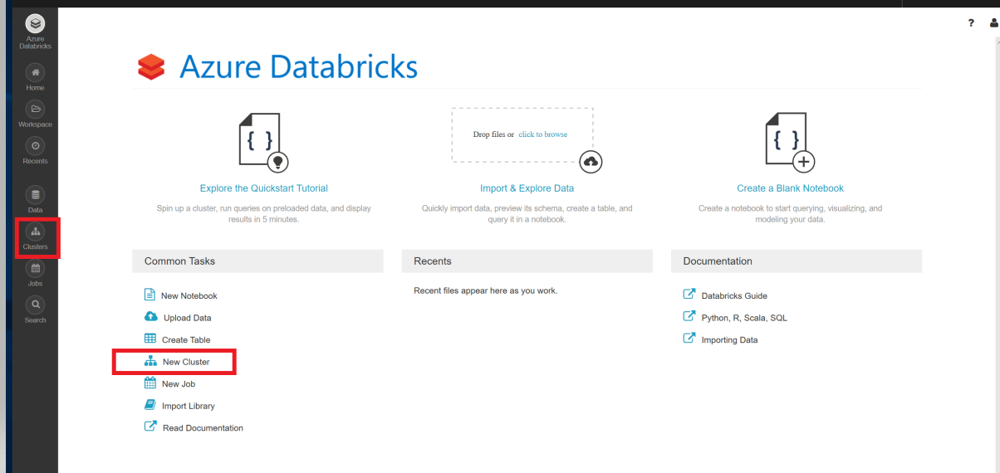 Azure
Databricks
Home
Workspace
Recents
Data
Clusters
Jobs
Search
?
Azure Databricks
{ }
Explore the Quickstart Tutorial
Spin up a cluster, run queries on preloaded data, and display
results in 5 minutes.
Drop files or click to browse
Import & Explore Data
Quickly import data, preview its schema, create a table, and
query it in a notebook.
{ }
Create a Blank Notebook
Create a notebook to start querying, visualizing, and
modeling your data.
Common Tasks
New Notebook
Upload Data
Create Table
New Cluster
New Job
Import Library
Read Documentation
Recents
Recent files appear here as you work.
Documentation
Databricks Guide
Python, R, Scala, SQL
Importing Data